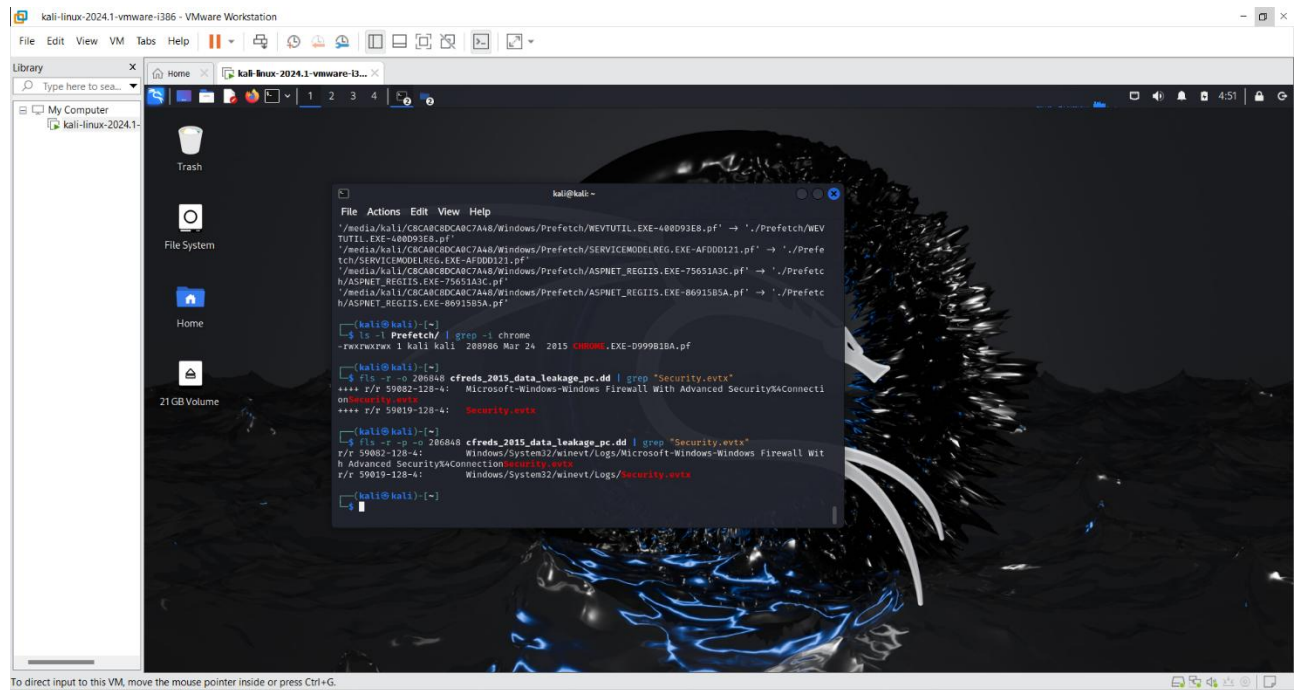 kali-linux-2024.1-vmware-i386 - VMware Workstation
File Edit View VM Tabs Help
Library X
Home
kali-linux-2024.1-vmware-i3...
Type here to sea...
1 2 3 4
4:51
My Computer
kali-linux-2024.1-
Trash
File System
Home
21 GB Volume
kali@kali: ~
File Actions Edit View Help
'/media/kali/C8CA0C8DCA0C7A48/Windows/Prefetch/WEVTUTIL.EXE-400D93E8.pf' → './Prefetch/WEV
TUTIL.EXE-400D93E8.pf'
'/media/kali/C8CA0C8DCA0C7A48/Windows/Prefetch/SERVICEMODELREG.EXE-AFDDD121.pf' → './Prefe
tch/SERVICEMODELREG.EXE-AFDDD121.pf'
'/media/kali/C8CA0C8DCA0C7A48/Windows/Prefetch/ASPNET_REGIIS.EXE-75651A3C.pf' → './Prefetc
h/ASPNET_REGIIS.EXE-75651A3C.pf'
'/media/kali/C8CA0C8DCA0C7A48/Windows/Prefetch/ASPNET_REGIIS.EXE-86915B5A.pf' → './Prefetc
h/ASPNET_REGIIS.EXE-86915B5A.pf'
┌──(kali㉿kali)-[~]
└─$ ls -l Prefetch/ | grep -i chrome
-rwxrwxrwx 1 kali kali 208986 Mar 24 2015 CHROME.EXE-D999B1BA.pf
┌──(kali㉿kali)-[~]
└─$ fls -r -o 206848 cfreds_2015_data_leakage_pc.dd | grep "Security.evtx"
++++ r/r 59082-128-4: Microsoft-Windows-Windows Firewall With Advanced Security%4Connecti
onSecurity.evtx
++++ r/r 59019-128-4: Security.evtx
┌──(kali㉿kali)-[~]
└─$ fls -r -p -o 206848 cfreds_2015_data_leakage_pc.dd | grep "Security.evtx"
r/r 59082-128-4: Windows/System32/winevt/Logs/Microsoft-Windows-Windows Firewall Wit
h Advanced Security%4ConnectionSecurity.evtx
r/r 59019-128-4: Windows/System32/winevt/Logs/Security.evtx
┌──(kali㉿kali)-[~]
└─$
To direct input to this VM, move the mouse pointer inside or press Ctrl+G.